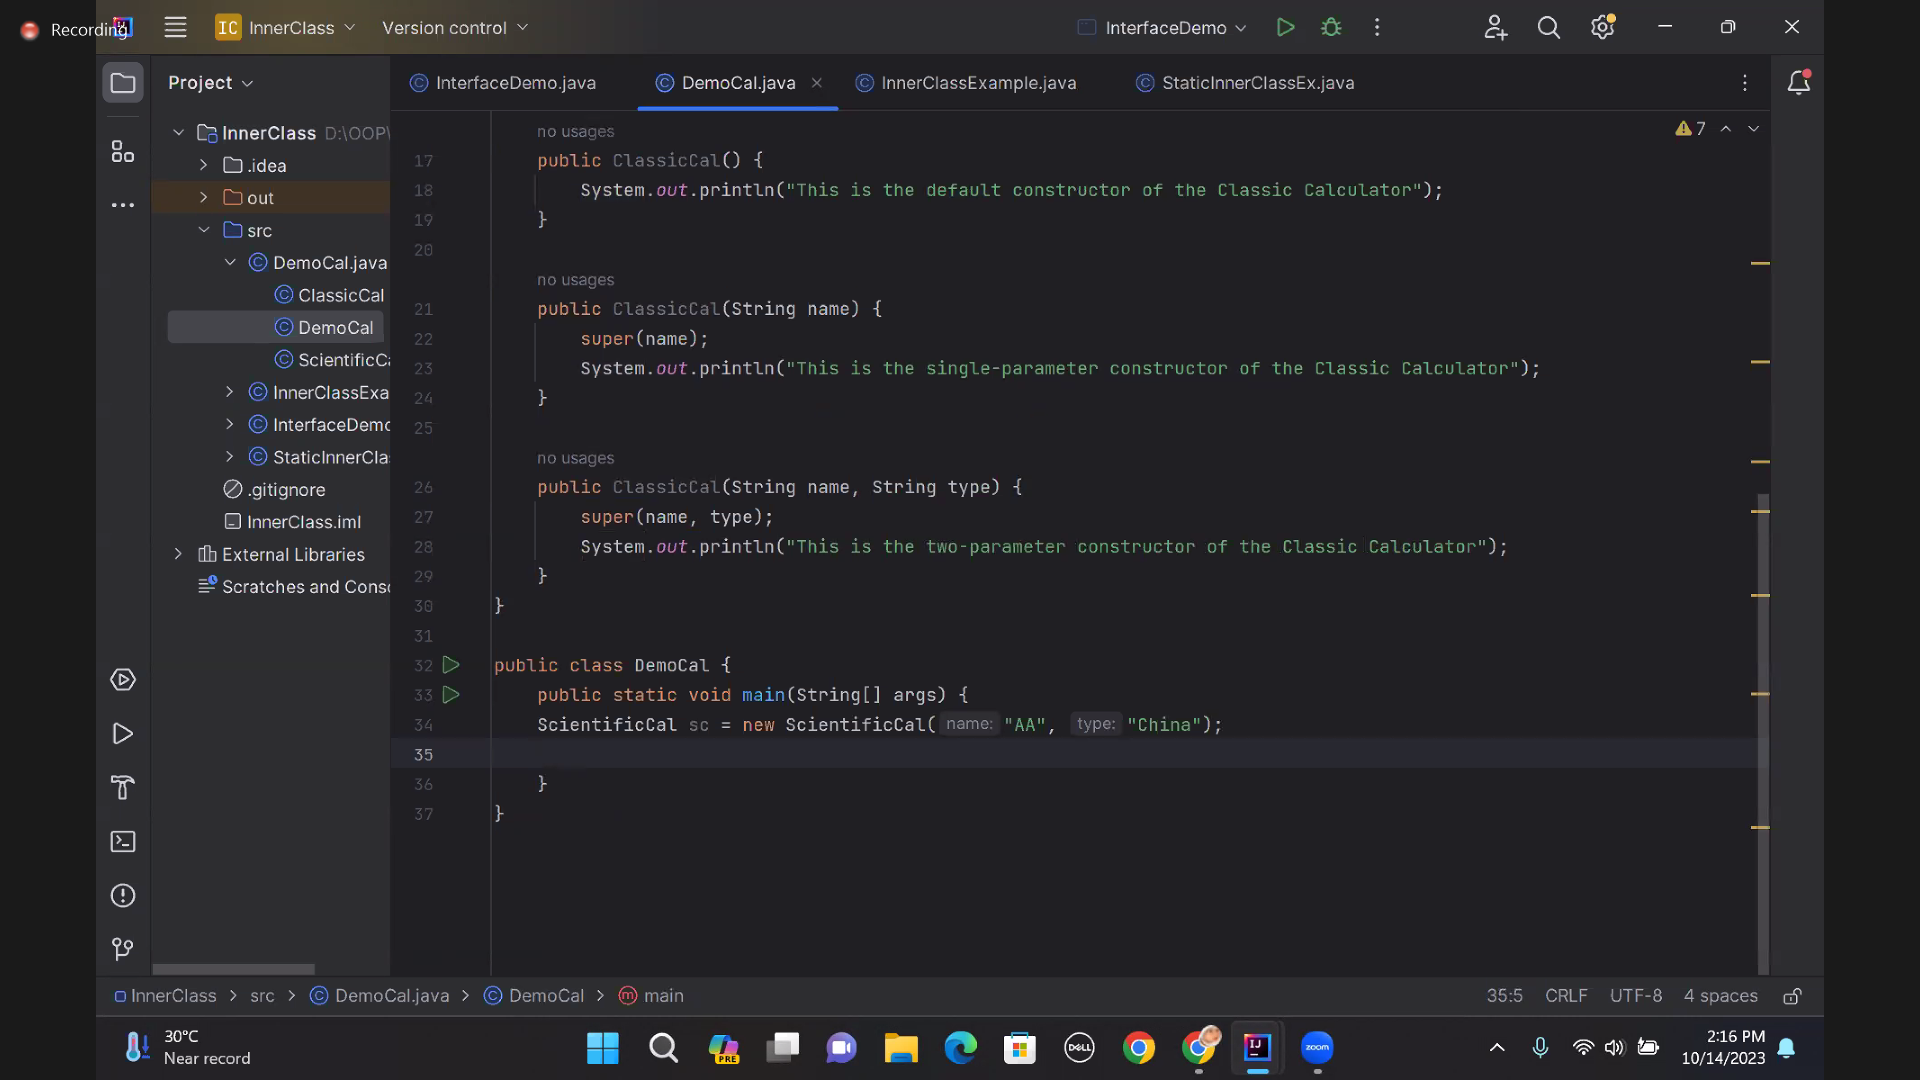 Recording
IC InnerClass Version control InterfaceDemo
Project InterfaceDemo.java DemoCal.java InnerClassExample.java StaticInnerClassEx.java
InnerClass D:\OOP\
.idea
out
src
DemoCal.java
ClassicCal
DemoCal
ScientificCa
InnerClassExa
InterfaceDemo
StaticInnerClas
.gitignore
InnerClass.iml
External Libraries
Scratches and Conso
7
no usages
17 public ClassicCal() {
18 System.out.println("This is the default constructor of the Classic Calculator");
19 }
20
no usages
21 public ClassicCal(String name) {
22 super(name);
23 System.out.println("This is the single-parameter constructor of the Classic Calculator");
24 }
25
no usages
26 public ClassicCal(String name, String type) {
27 super(name, type);
28 System.out.println("This is the two-parameter constructor of the Classic Calculator");
29 }
30 }
31
32 public class DemoCal {
33 public static void main(String[] args) {
34 ScientificCal sc = new ScientificCal( name: "AA", type: "China");
35
36 }
37 }
InnerClass > src > DemoCal.java > DemoCal > main 35:5 CRLF UTF-8 4 spaces
30°C
Near record
PRE
DELL
zoom
2:16 PM
10/14/2023